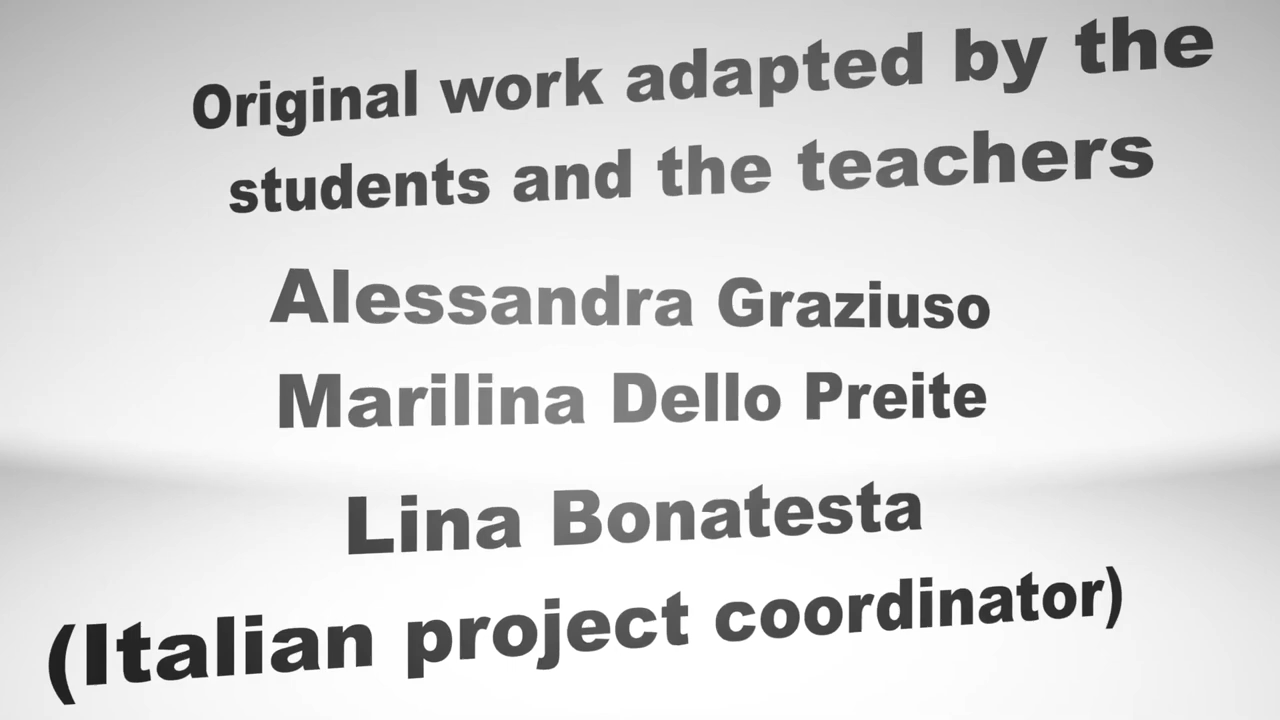 Original work adapted by the
students and the teachers
Alessandra Graziuso
Marilina Dello Preite
Lina Bonatesta
(Italian project coordinator)